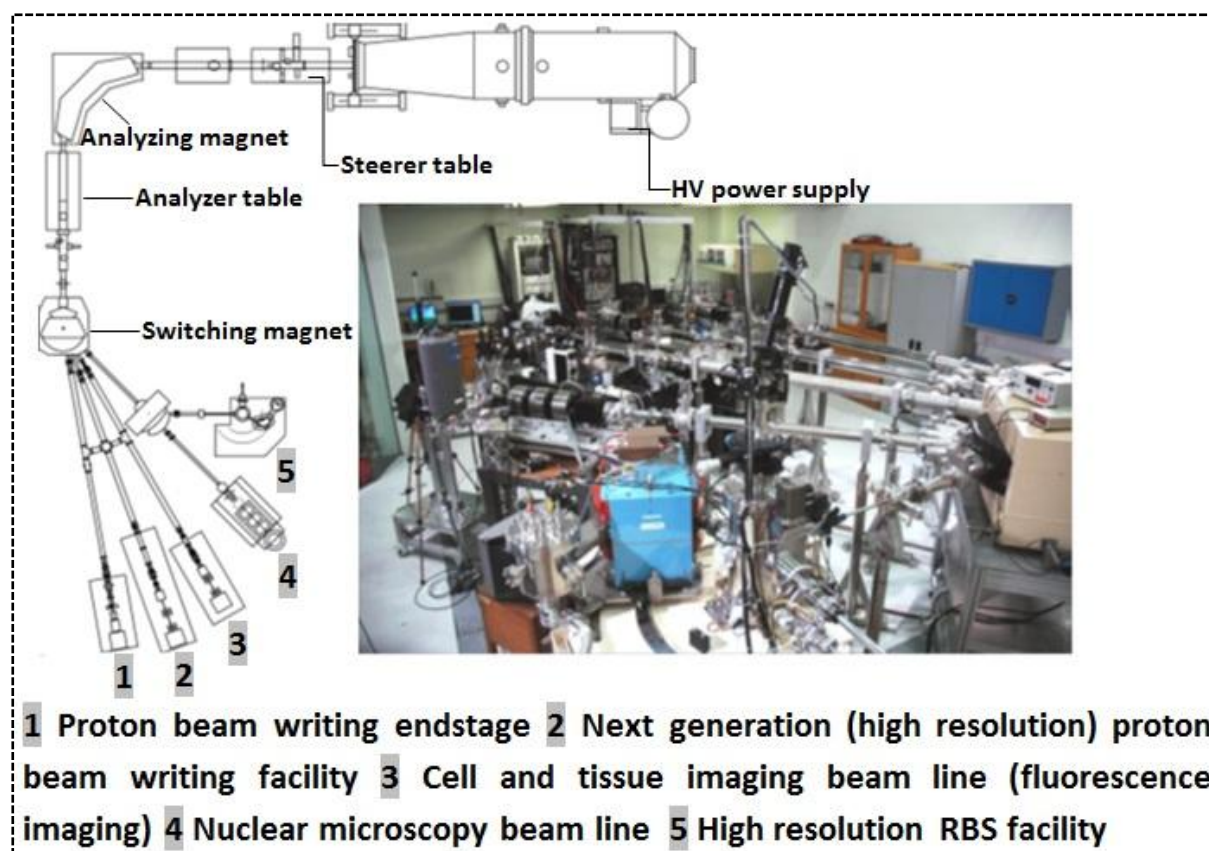 Analyzing magnet
Steerer table
Analyzer table
HV power supply
Switching magnet
5
4
3
2
1
1 Proton beam writing endstage 2 Next generation (high resolution) proton
beam writing facility 3 Cell and tissue imaging beam line (fluorescence
imaging) 4 Nuclear microscopy beam line 5 High resolution RBS facility